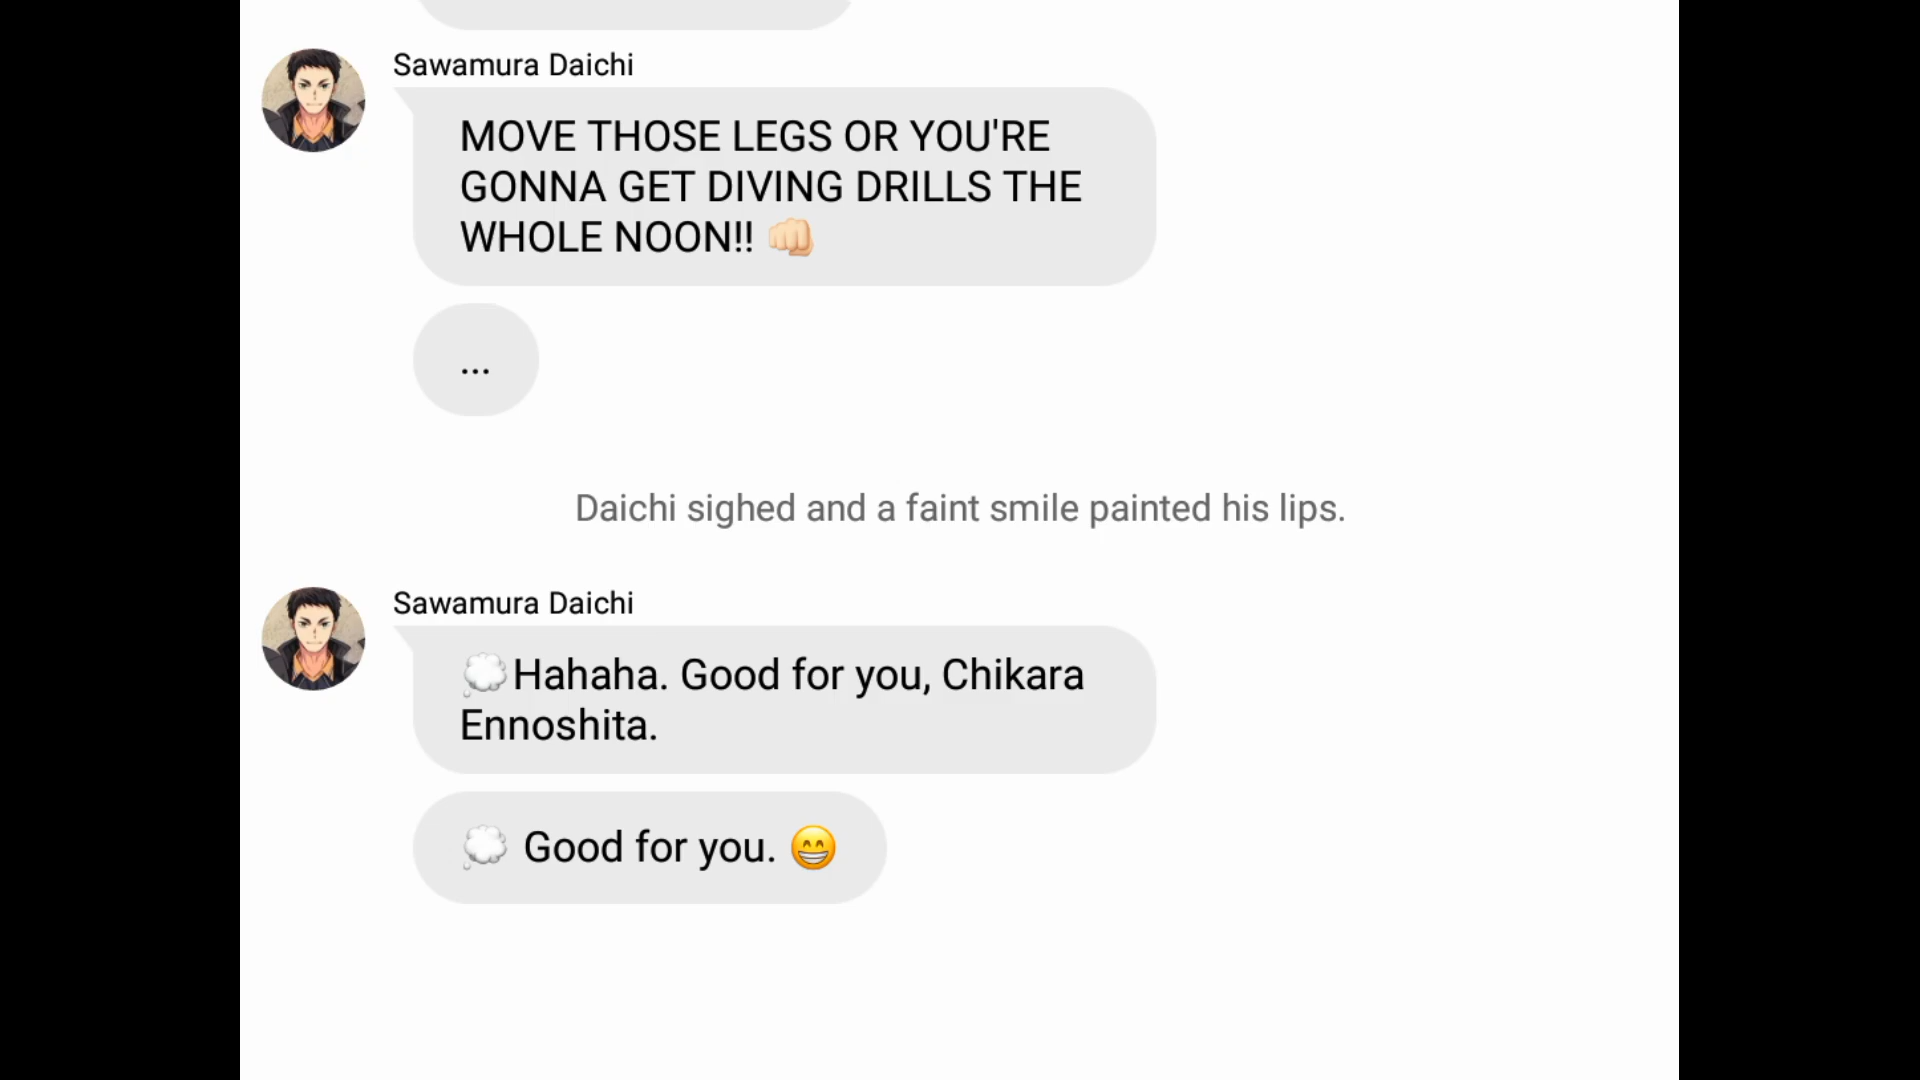 Sawamura Daichi
MOVE THOSE LEGS OR YOU'RE
GONNA GET DIVING DRILLS THE
WHOLE NOON!! 👊🏻
...
Daichi sighed and a faint smile painted his lips.
Sawamura Daichi
💭Hahaha. Good for you, Chikara
Ennoshita.
💭 Good for you. 😁